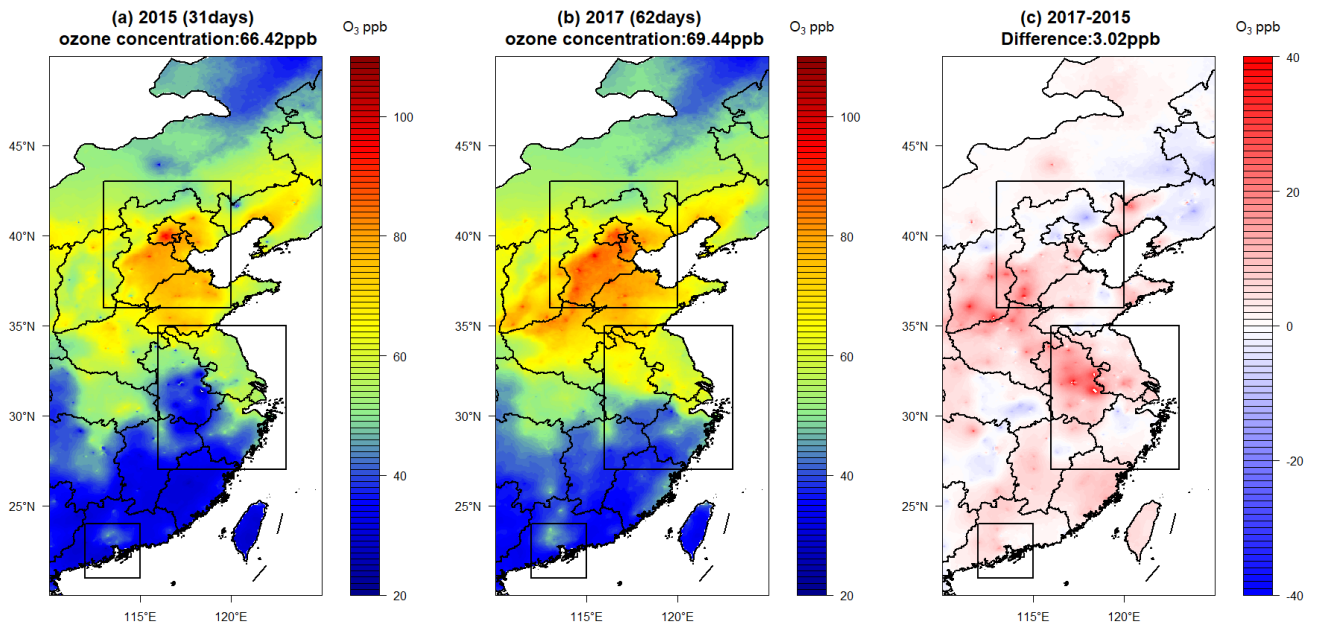 (a) 2015 (31days)
ozone concentration:66.42ppb
O₃ ppb
45°N
40°N
35°N
30°N
25°N
115°E
120°E
100
80
60
40
20
(b) 2017 (62days)
ozone concentration:69.44ppb
O₃ ppb
45°N
40°N
35°N
30°N
25°N
115°E
120°E
100
80
60
40
20
(c) 2017-2015
Difference:3.02ppb
O₃ ppb
45°N
40°N
35°N
30°N
25°N
115°E
120°E
40
20
0
-20
-40